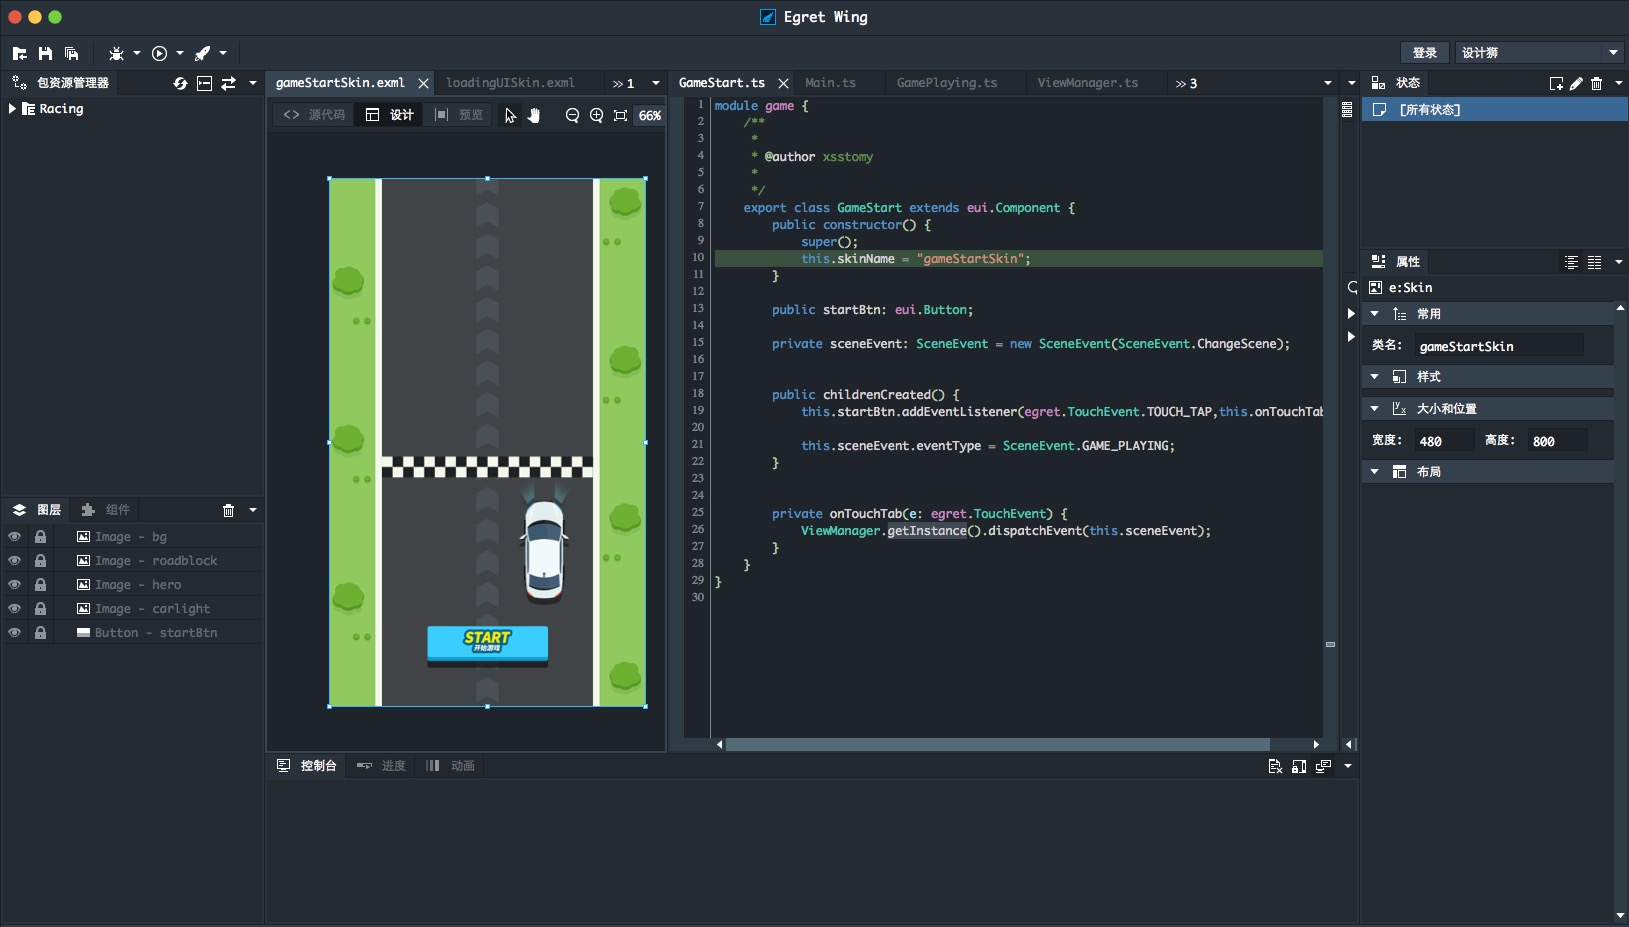 Egret Wing
登录
设计狮
包资源管理器
gameStartSkin.exml
loadingUISkin.exml
>> 1
GameStart.ts
Main.ts
GamePlaying.ts
ViewManager.ts
>> 3
状态
Racing
<> 源代码
设计
预览
66%
[所有状态]
START
开始游戏
1 module game {
2 /**
3 *
4 * @author xsstomy
5 *
6 */
7 export class GameStart extends eui.Component {
8 public constructor() {
9 super();
10 this.skinName = "gameStartSkin";
11 }
12
13 public startBtn: eui.Button;
14
15 private sceneEvent: SceneEvent = new SceneEvent(SceneEvent.ChangeScene);
16
17
18 public childrenCreated() {
19 this.startBtn.addEventListener(egret.TouchEvent.TOUCH_TAP,this.onTouchTab
20
21 this.sceneEvent.eventType = SceneEvent.GAME_PLAYING;
22 }
23
24
25 private onTouchTab(e: egret.TouchEvent) {
26 ViewManager.getInstance().dispatchEvent(this.sceneEvent);
27 }
28 }
29 }
30
属性
e:Skin
常用
类名: gameStartSkin
样式
大小和位置
宽度: 480 高度: 800
布局
图层
组件
Image - bg
Image - roadblock
Image - hero
Image - carlight
Button - startBtn
控制台
进度
动画